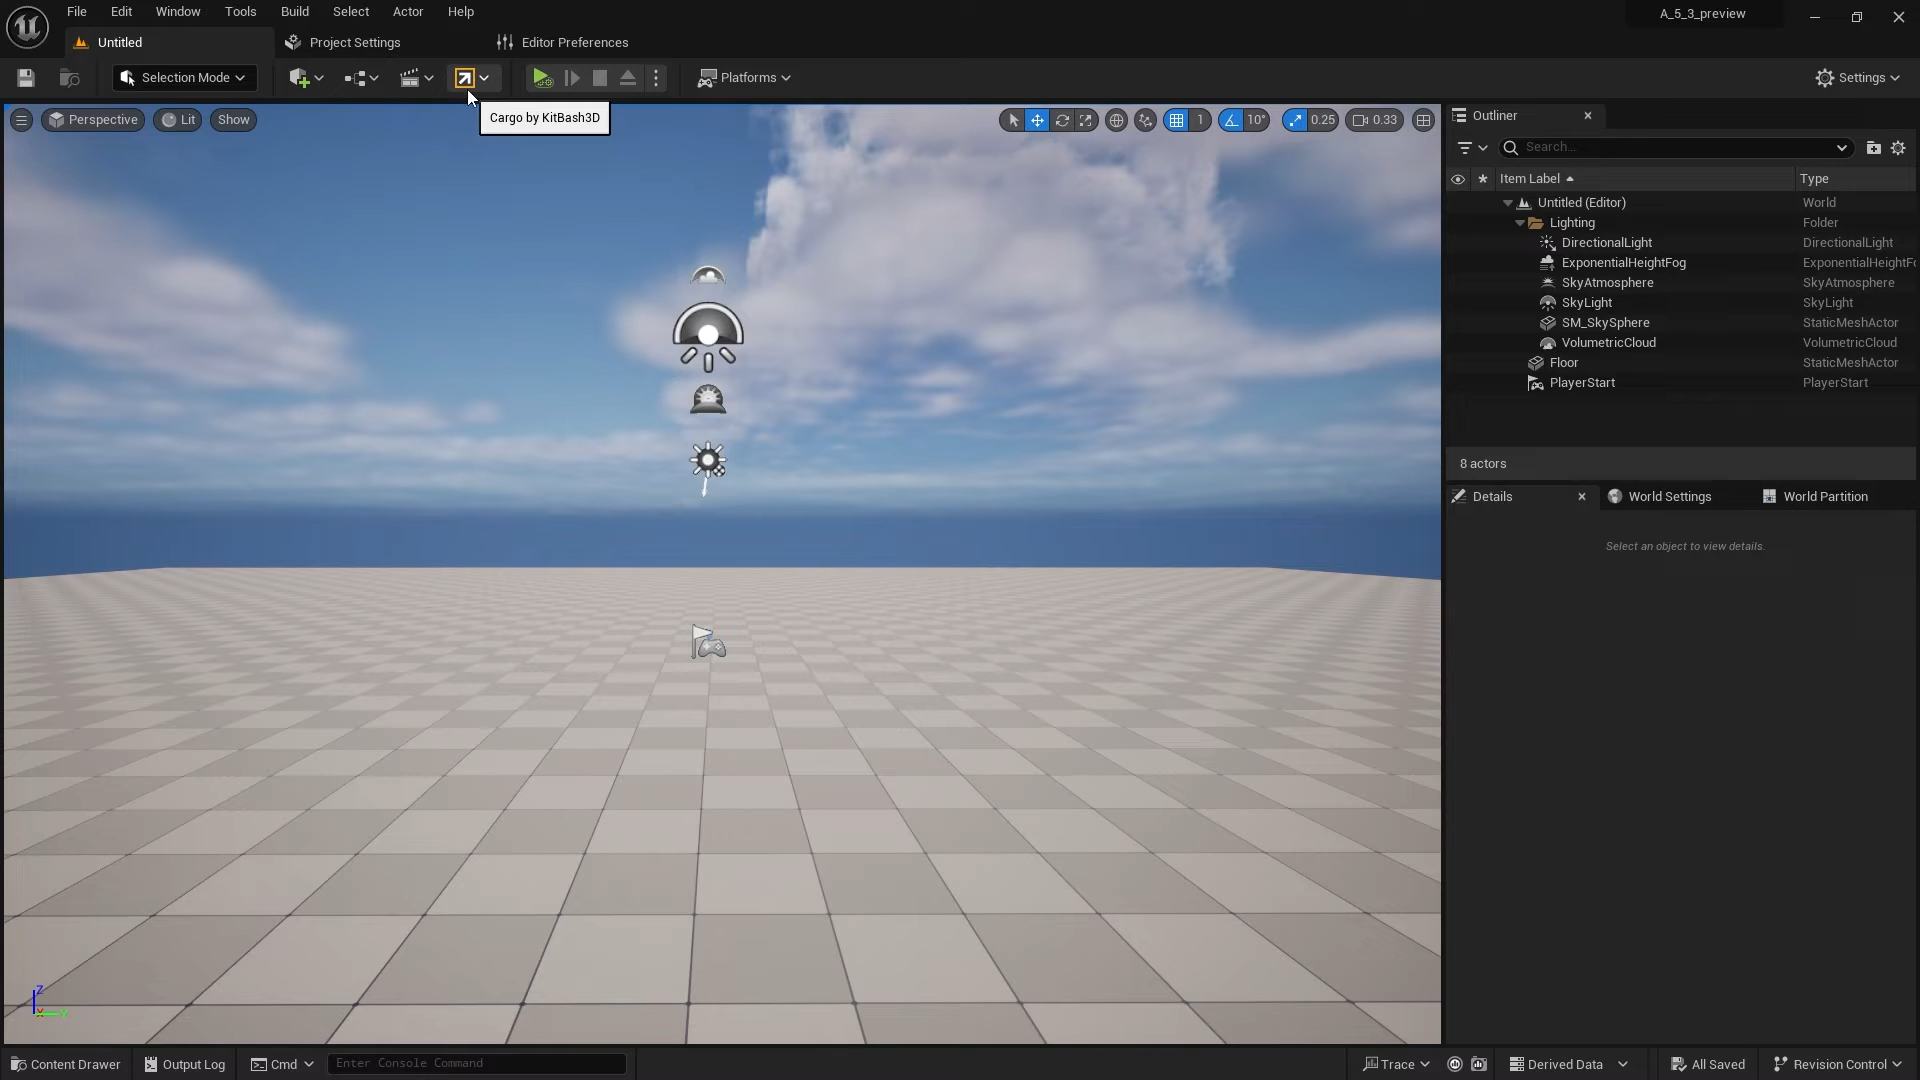 File Edit Window Tools Build Select Actor Help
A_5_3_preview
Untitled Project Settings Editor Preferences
Selection Mode Platforms Settings
Cargo by KitBash3D
Perspective Lit Show 1 10° 0.25 0.33
Outliner
Search...
Item Label Type
Untitled (Editor) World
Lighting Folder
DirectionalLight DirectionalLight
ExponentialHeightFog ExponentialHeightFo
SkyAtmosphere SkyAtmosphere
SkyLight SkyLight
SM_SkySphere StaticMeshActor
VolumetricCloud VolumetricCloud
Floor StaticMeshActor
PlayerStart PlayerStart
8 actors
Details World Settings World Partition
Select an object to view details.
Z
Content Drawer Output Log Cmd Enter Console Command Trace Derived Data All Saved Revision Control